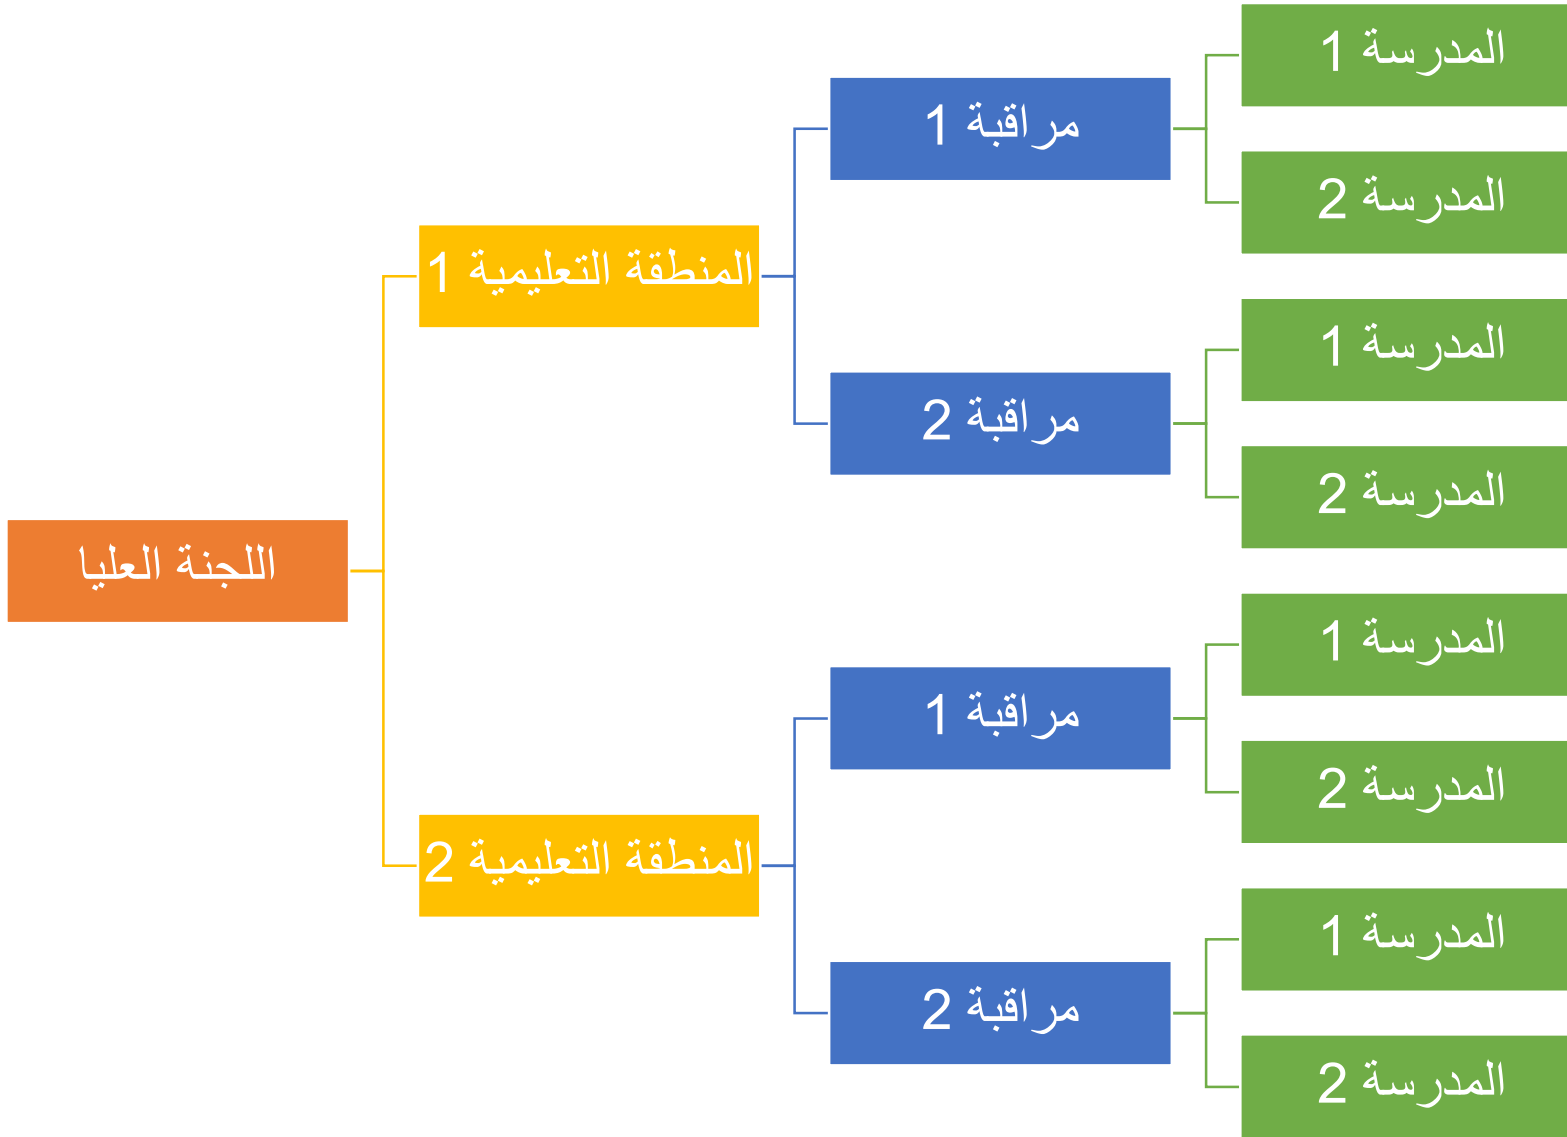 اللجنة العليا
المنطقة التعليمية 1
مراقبة 1
المدرسة 1
المدرسة 2
مراقبة 2
المدرسة 1
المدرسة 2
المنطقة التعليمية 2
مراقبة 1
المدرسة 1
المدرسة 2
مراقبة 2
المدرسة 1
المدرسة 2